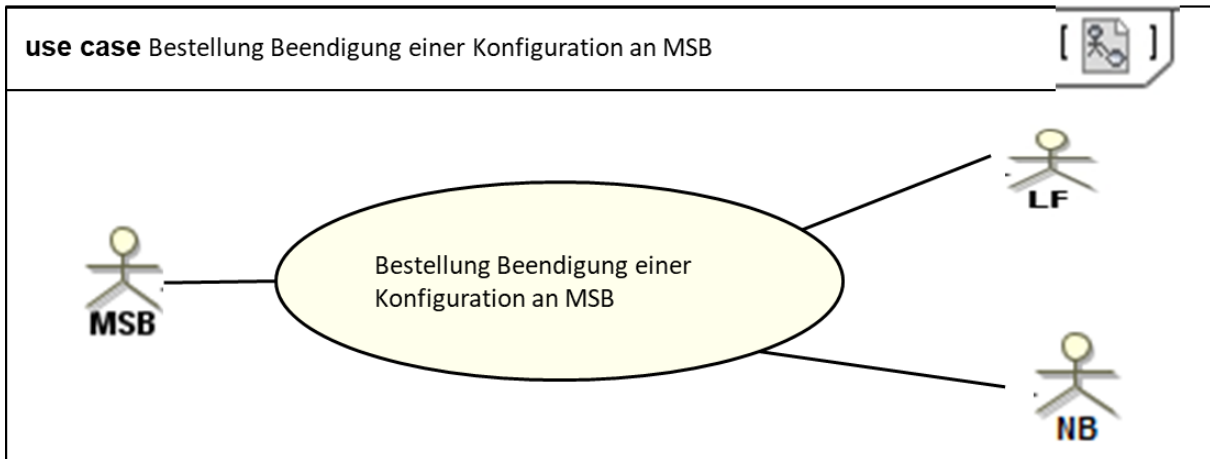 use case Bestellung Beendigung einer Konfiguration an MSB
[ ]
LF
Bestellung Beendigung einer
Konfiguration an MSB
MSB
NB